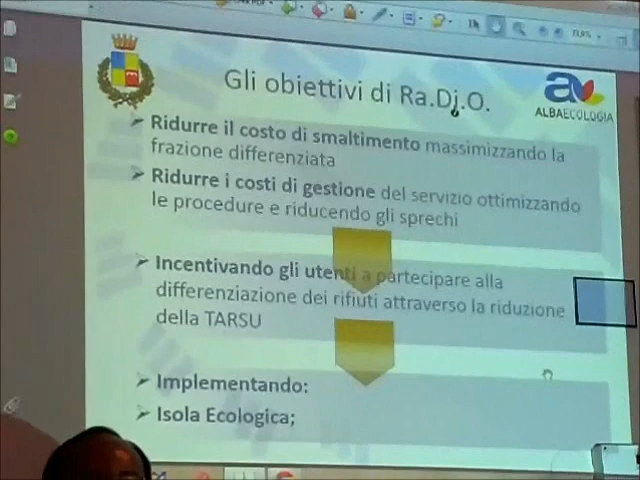 Gli obiettivi di Ra.Di.O.
ALBAECOLOGIA
Ridurre il costo di smaltimento massimizzando la
frazione differenziata
Ridurre i costi di gestione del servizio ottimizzando
le procedure e riducendo gli sprechi
Incentivando gli utenti a partecipare alla
differenziazione dei rifiuti attraverso la riduzione
della TARSU
Implementando:
Isola Ecologica;